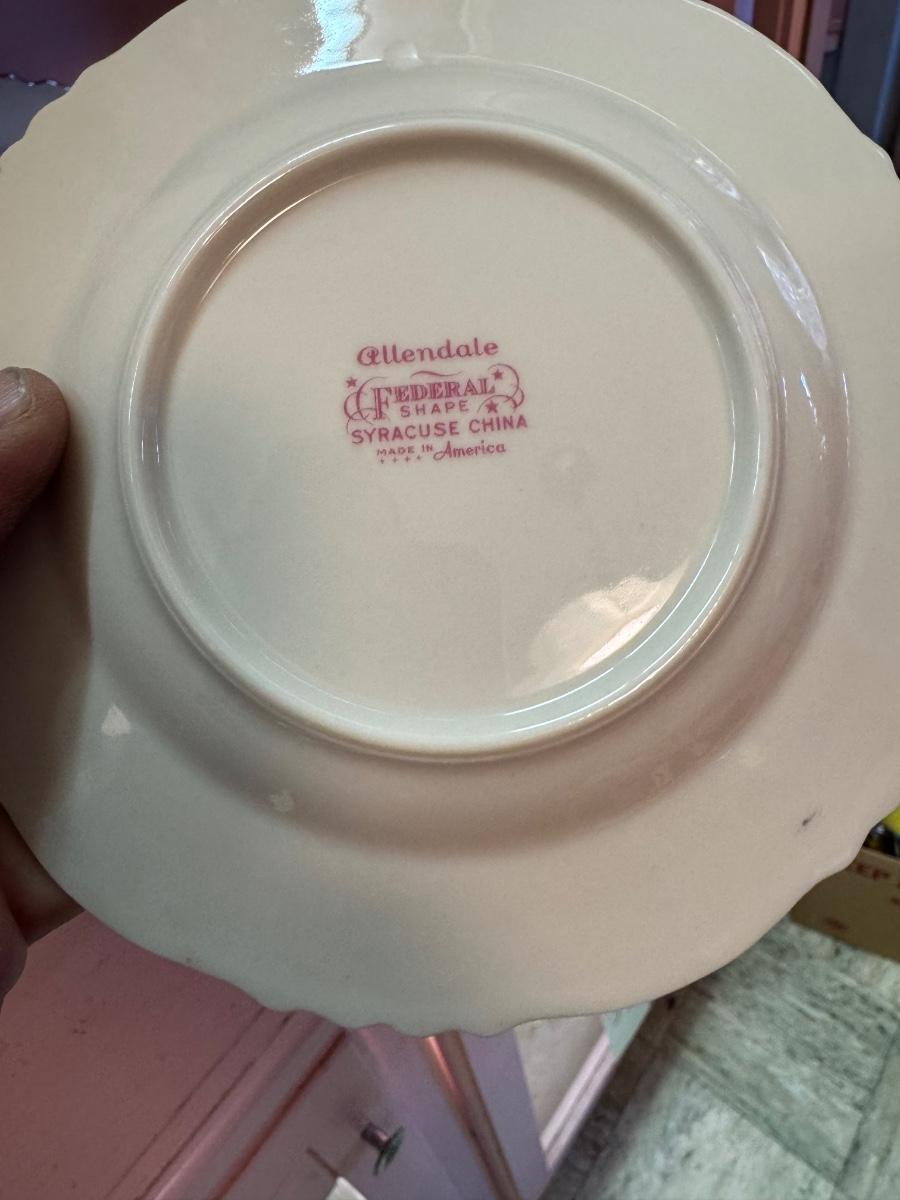 Allendale
FEDERAL
SHAPE
SYRACUSE CHINA
MADE IN America